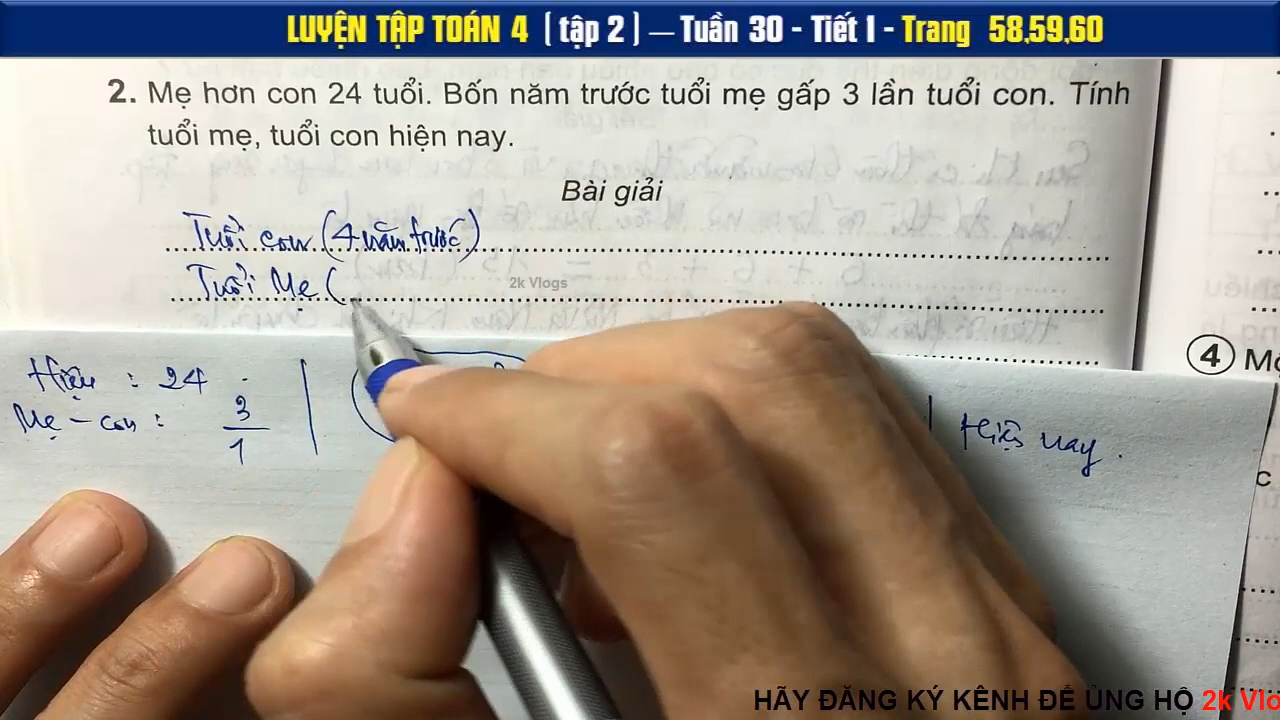 LUYỆN TẬP TOÁN 4 ( tập 2 ) — Tuần 30 - Tiết 1 - Trang 58,59,60
2. Mẹ hơn con 24 tuổi. Bốn năm trước tuổi mẹ gấp 3 lần tuổi con. Tính
tuổi mẹ, tuổi con hiện nay.
Bài giải
Tuổi con (4 năm trước)
Tuổi Mẹ (
2k Vlogs
4 Mọ
Hiệu : 24
Mẹ - con : 3
1
Hiện nay.
HÃY ĐĂNG KÝ KÊNH ĐỂ ỦNG HỘ 2k Vlo